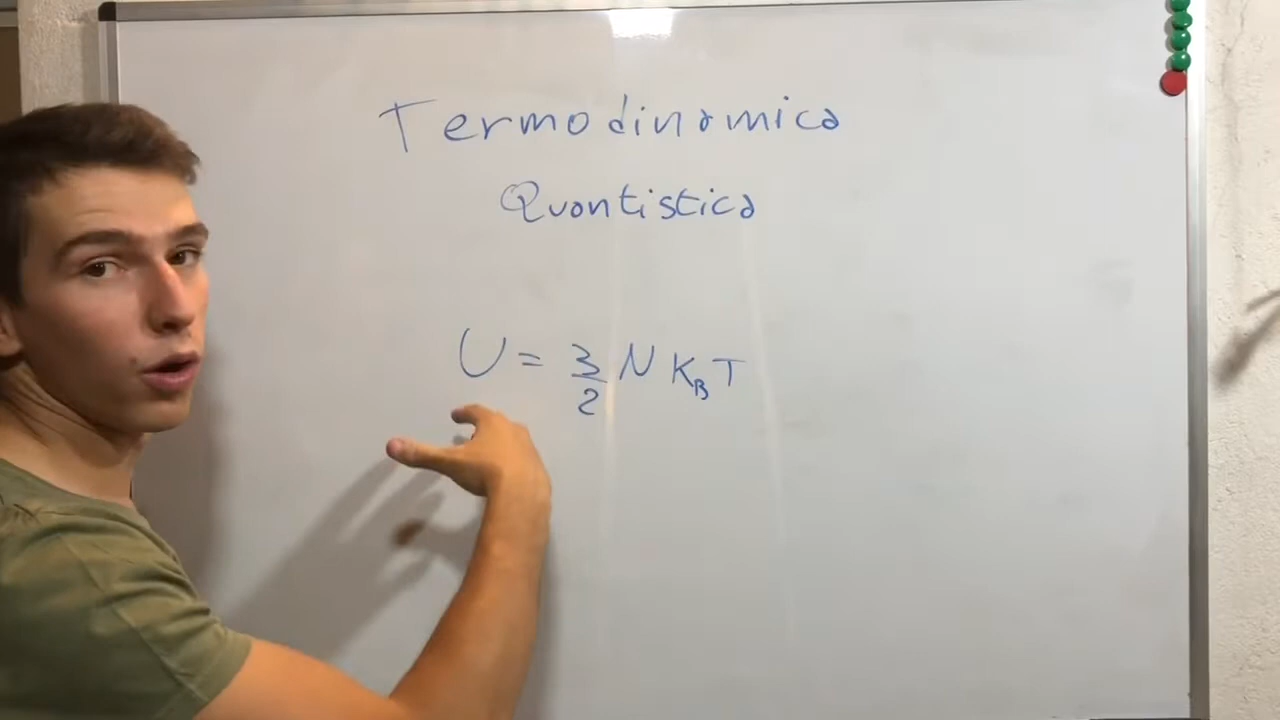 Termodinamica
Quantistica
U = 3/2 N K_B T